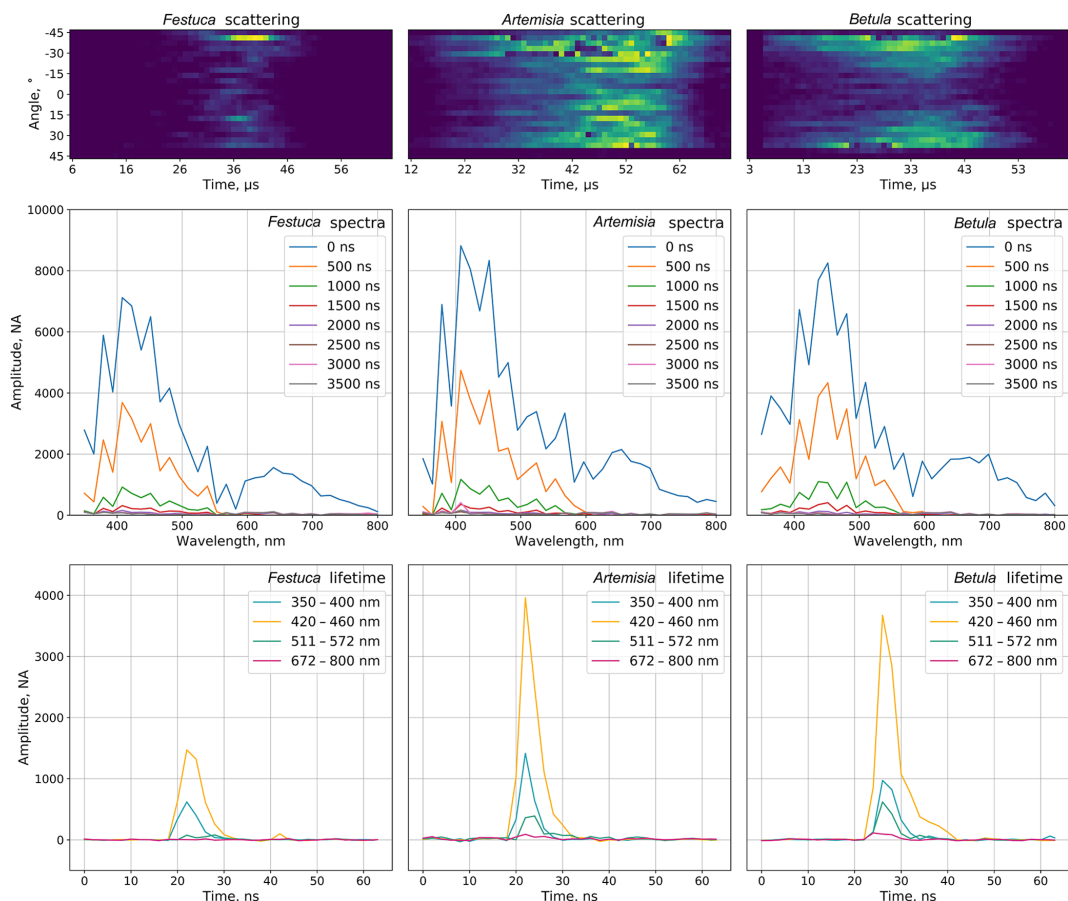 Festuca scattering
Artemisia scattering
Betula scattering
Angle, °
-45
-30
-15
0
15
30
45
6 16 26 36 46 56
12 22 32 42 52 62
3 13 23 33 43 53
Time, µs
Time, µs
Time, µs
Amplitude, NA
10000
8000
6000
4000
2000
0
Festuca spectra
0 ns
500 ns
1000 ns
1500 ns
2000 ns
2500 ns
3000 ns
3500 ns
Artemisia spectra
0 ns
500 ns
1000 ns
1500 ns
2000 ns
2500 ns
3000 ns
3500 ns
Betula spectra
0 ns
500 ns
1000 ns
1500 ns
2000 ns
2500 ns
3000 ns
3500 ns
400 500 600 700 800
400 500 600 700 800
400 500 600 700 800
Wavelength, nm
Wavelength, nm
Wavelength, nm
Amplitude, NA
4000
3000
2000
1000
0
Festuca lifetime
350 – 400 nm
420 – 460 nm
511 – 572 nm
672 – 800 nm
Artemisia lifetime
350 – 400 nm
420 – 460 nm
511 – 572 nm
672 – 800 nm
Betula lifetime
350 – 400 nm
420 – 460 nm
511 – 572 nm
672 – 800 nm
0 10 20 30 40 50 60
0 10 20 30 40 50 60
0 10 20 30 40 50 60
Time, ns
Time, ns
Time, ns